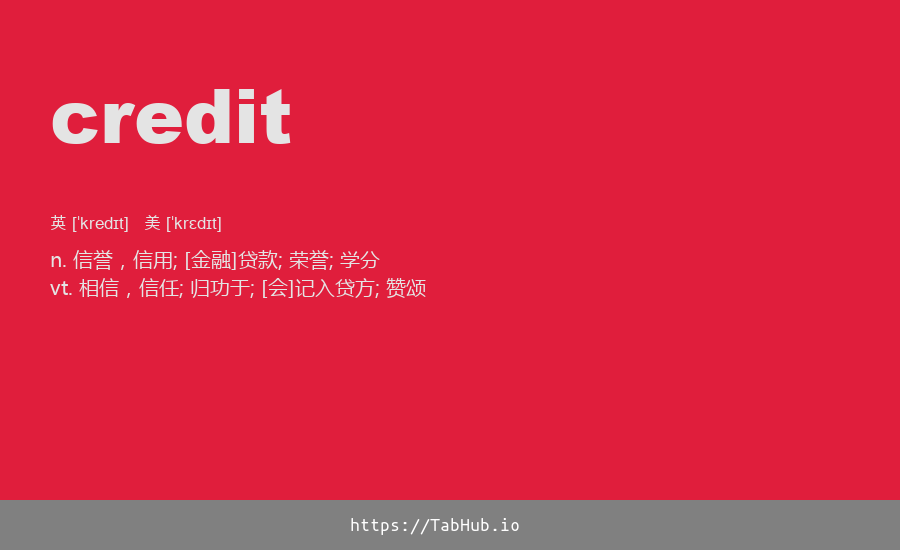 credit
英 [ˈkredɪt]   美 [ˈkrɛdɪt]
n. 信誉，信用; [金融]贷款; 荣誉; 学分
vt. 相信，信任; 归功于; [会]记入贷方; 赞颂
https://TabHub.io